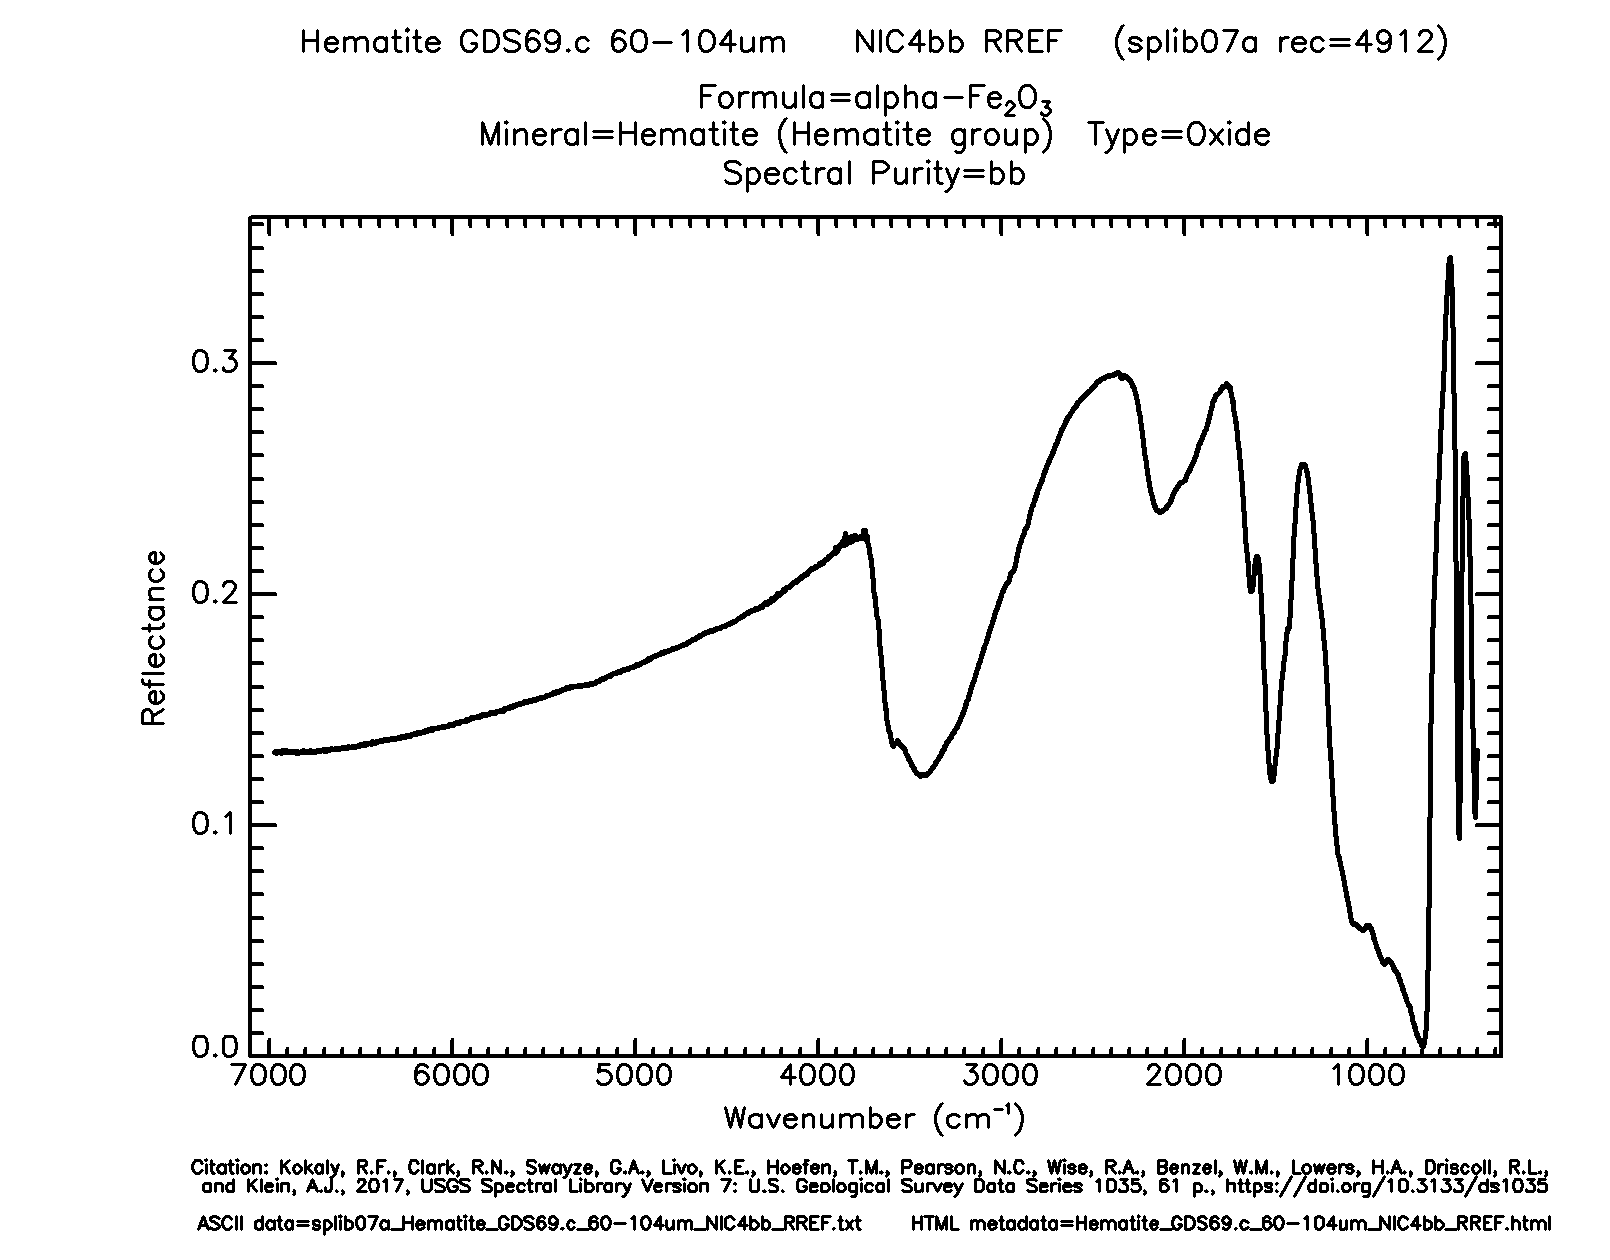 Hematite GDS69.c 60-104um NIC4bb RREF (splib07a rec=4912)
Formula=alpha-Fe₂O₃
Mineral=Hematite (Hematite group) Type=Oxide
Spectral Purity=bb
Reflectance
0.3
0.2
0.1
0.0
7000 6000 5000 4000 3000 2000 1000
Wavenumber (cm⁻¹)
Citation: Kokaly, R.F., Clark, R.N., Swayze, G.A., Livo, K.E., Hoefen, T.M., Pearson, N.C., Wise, R.A., Benzel, W.M., Lowers, H.A., Driscoll, R.L.,
and Klein, A.J., 2017, USGS Spectral Library Version 7: U.S. Geological Survey Data Series 1035, 61 p., https://doi.org/10.3133/ds1035
ASCII data=splib07a_Hematite_GDS69.c_60-104um_NIC4bb_RREF.txt HTML metadata=Hematite_GDS69.c_60-104um_NIC4bb_RREF.html